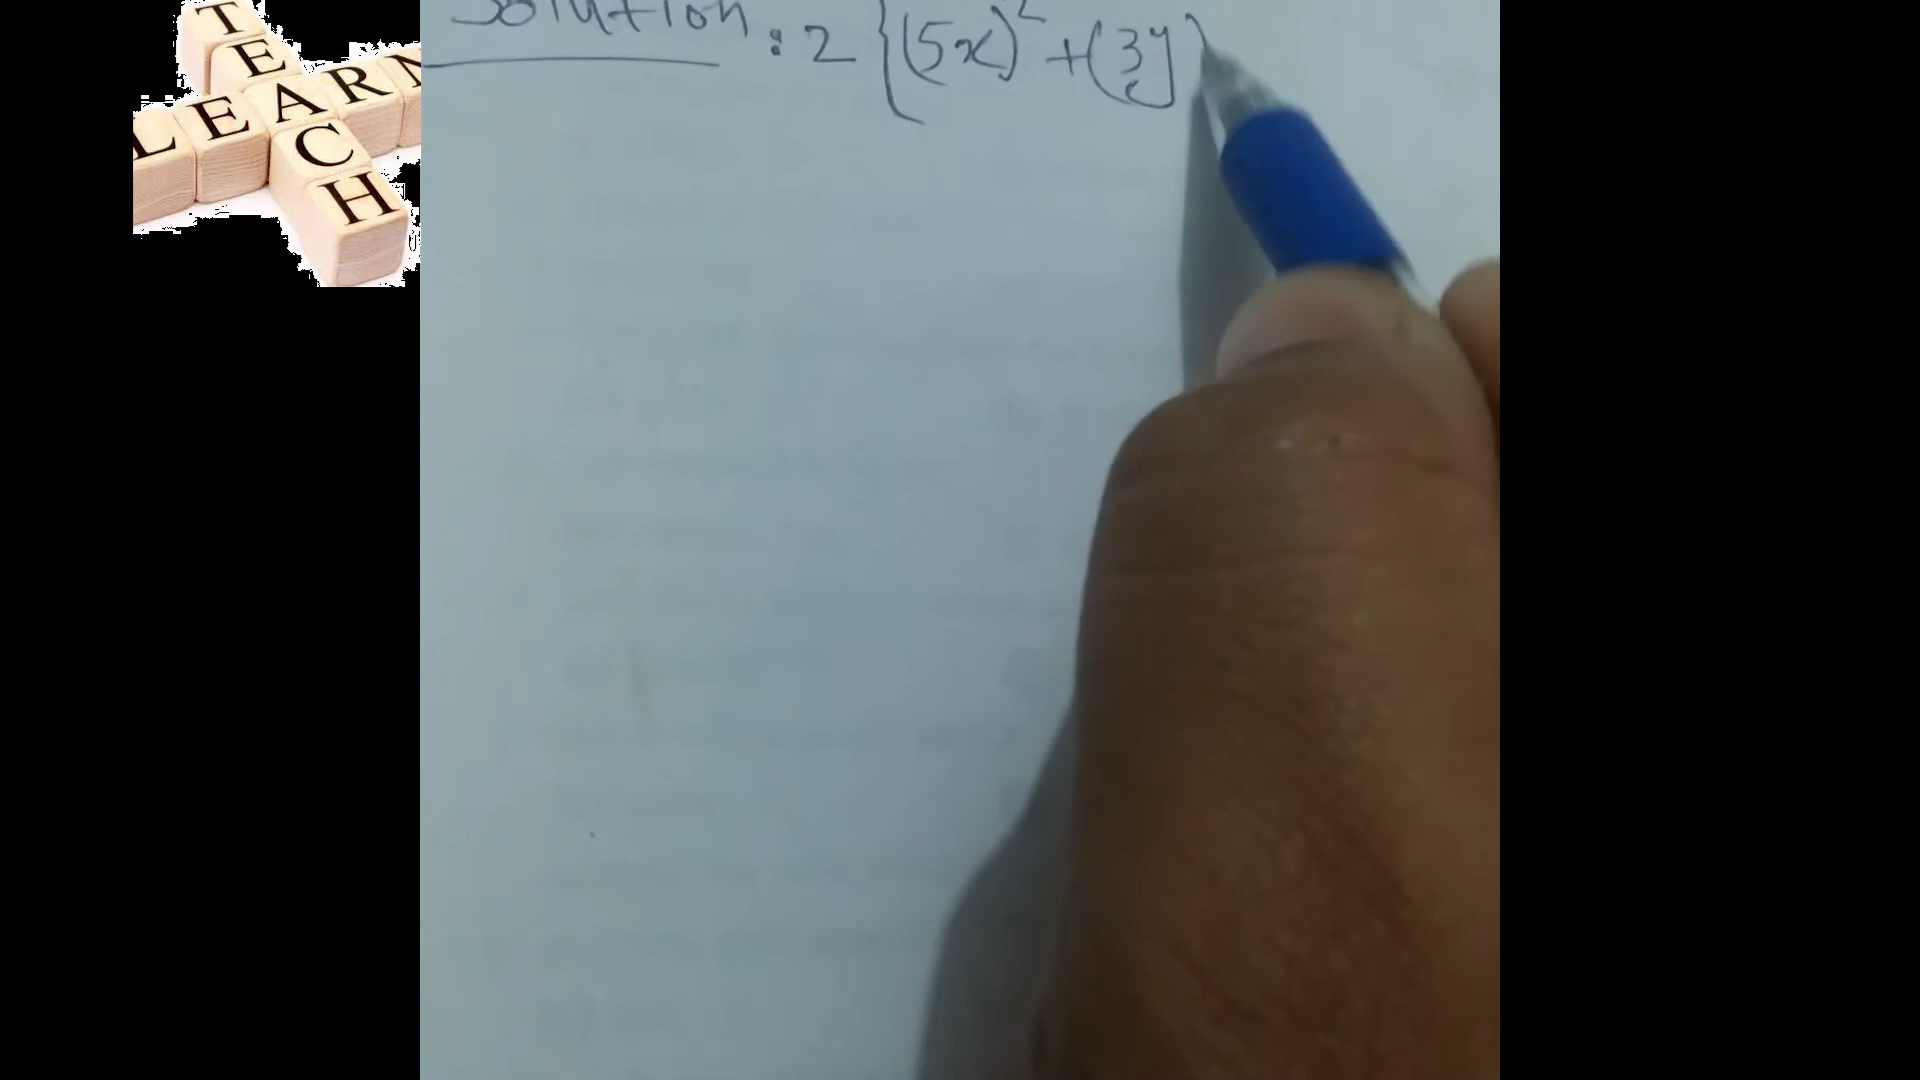 TEACH
LEARN
Solution : 2 {(5x)² + (3y)